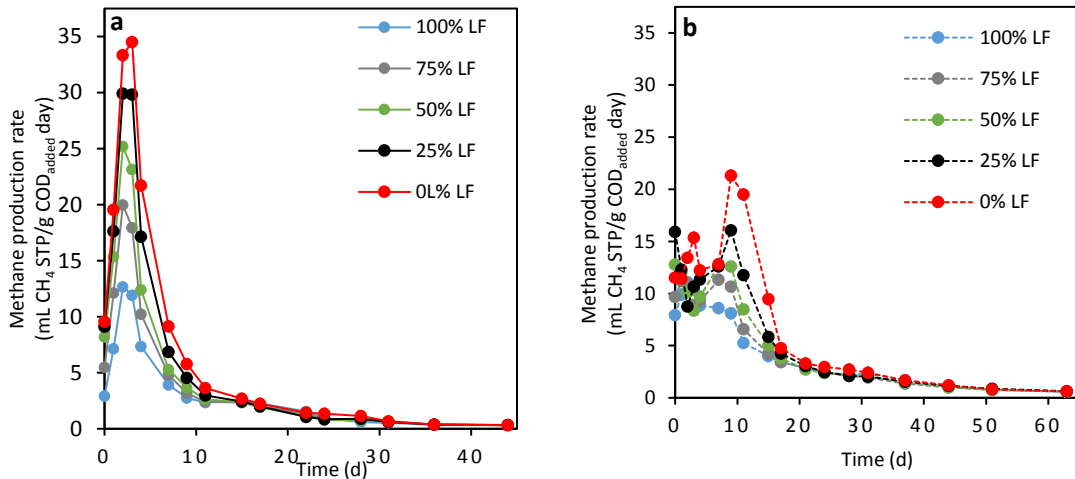 a
Methane production rate
(mL CH₄ STP/g COD_added day)
35
30
25
20
15
10
5
0
0 10 20 30 40
Time (d)
100% LF
75% LF
50% LF
25% LF
0L% LF
b
Methane production rate
(mL CH₄ STP/g COD_added day)
35
30
25
20
15
10
5
0
0 10 20 30 40 50 60
Time (d)
100% LF
75% LF
50% LF
25% LF
0% LF